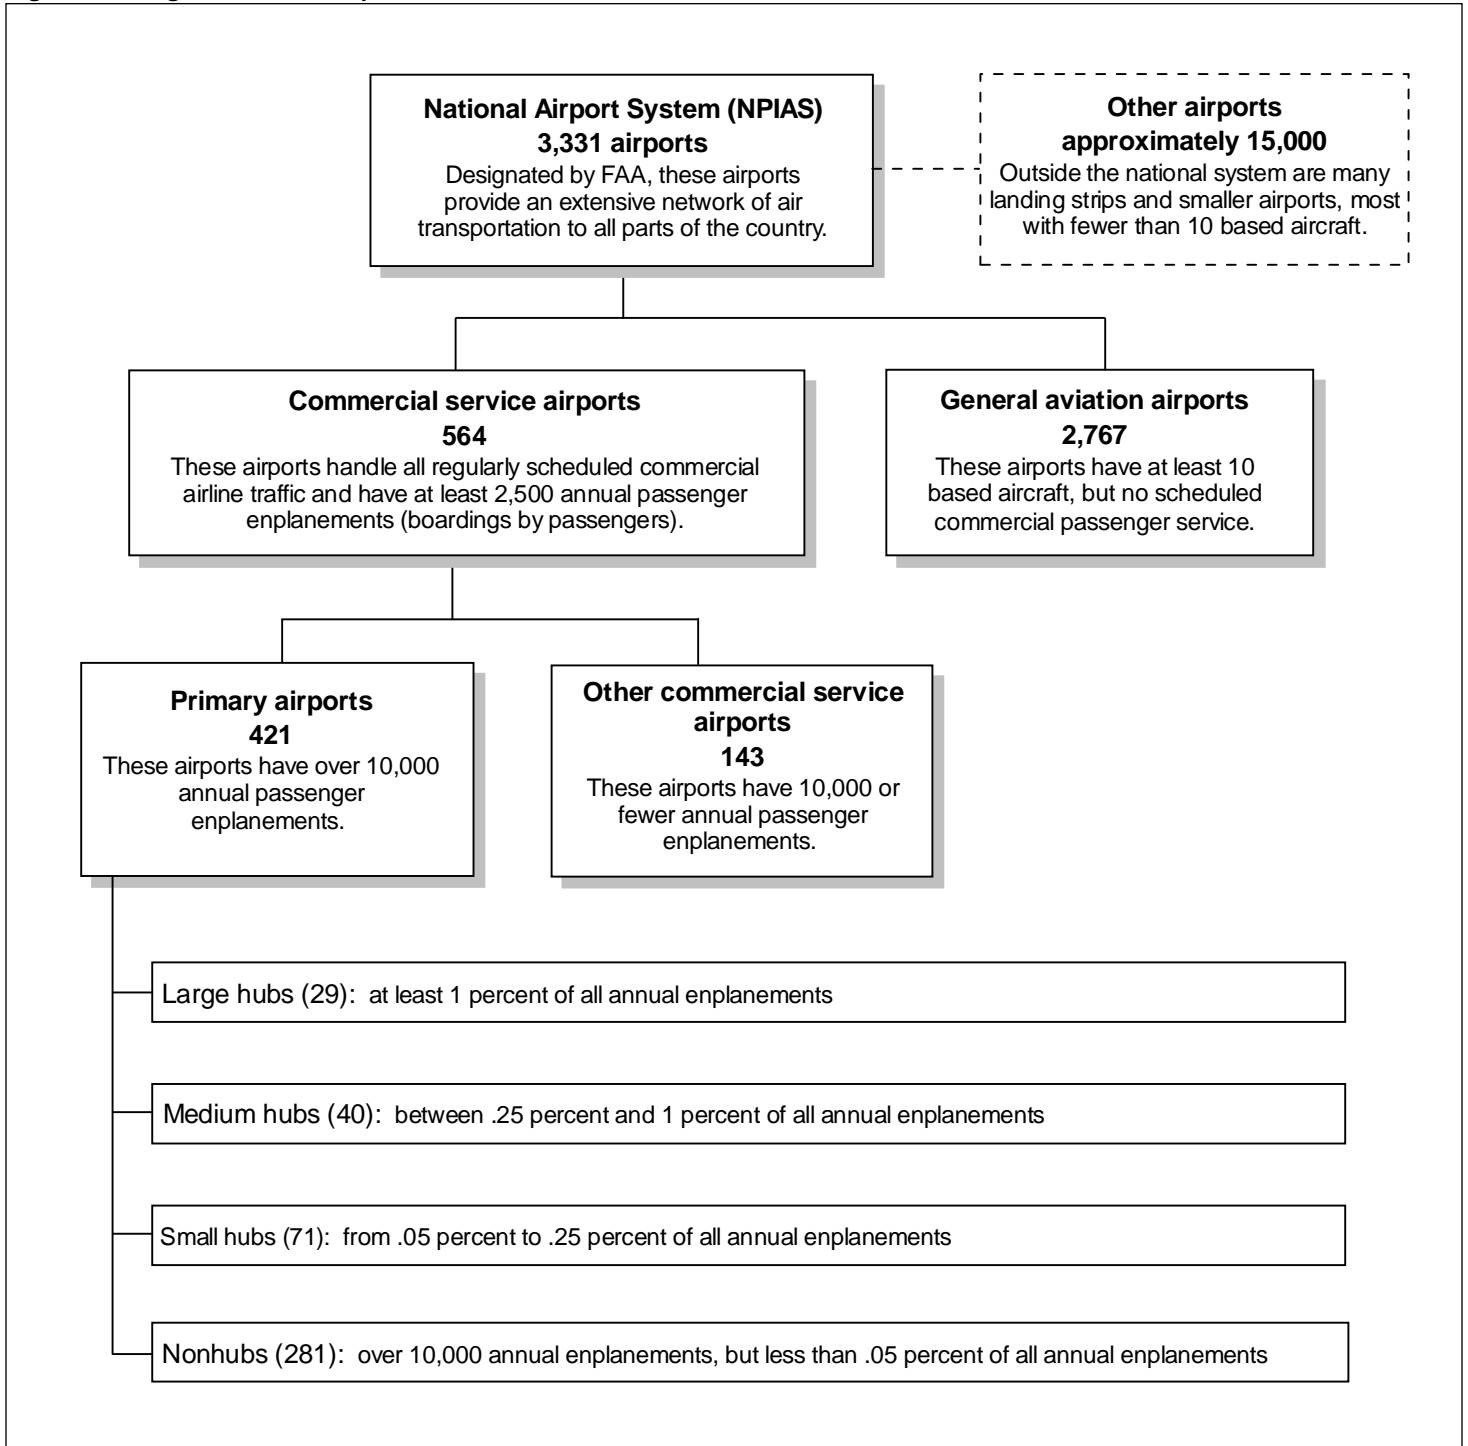 National Airport System (NPIAS)
3,331 airports
Designated by FAA, these airports
provide an extensive network of air
transportation to all parts of the country.
Other airports
approximately 15,000
Outside the national system are many
landing strips and smaller airports, most
with fewer than 10 based aircraft.
Commercial service airports
564
These airports handle all regularly scheduled commercial
airline traffic and have at least 2,500 annual passenger
enplanements (boardings by passengers).
General aviation airports
2,767
These airports have at least 10
based aircraft, but no scheduled
commercial passenger service.
Primary airports
421
These airports have over 10,000
annual passenger
enplanements.
Other commercial service
airports
143
These airports have 10,000 or
fewer annual passenger
enplanements.
Large hubs (29): at least 1 percent of all annual enplanements
Medium hubs (40): between .25 percent and 1 percent of all annual enplanements
Small hubs (71): from .05 percent to .25 percent of all annual enplanements
Nonhubs (281): over 10,000 annual enplanements, but less than .05 percent of all annual enplanements